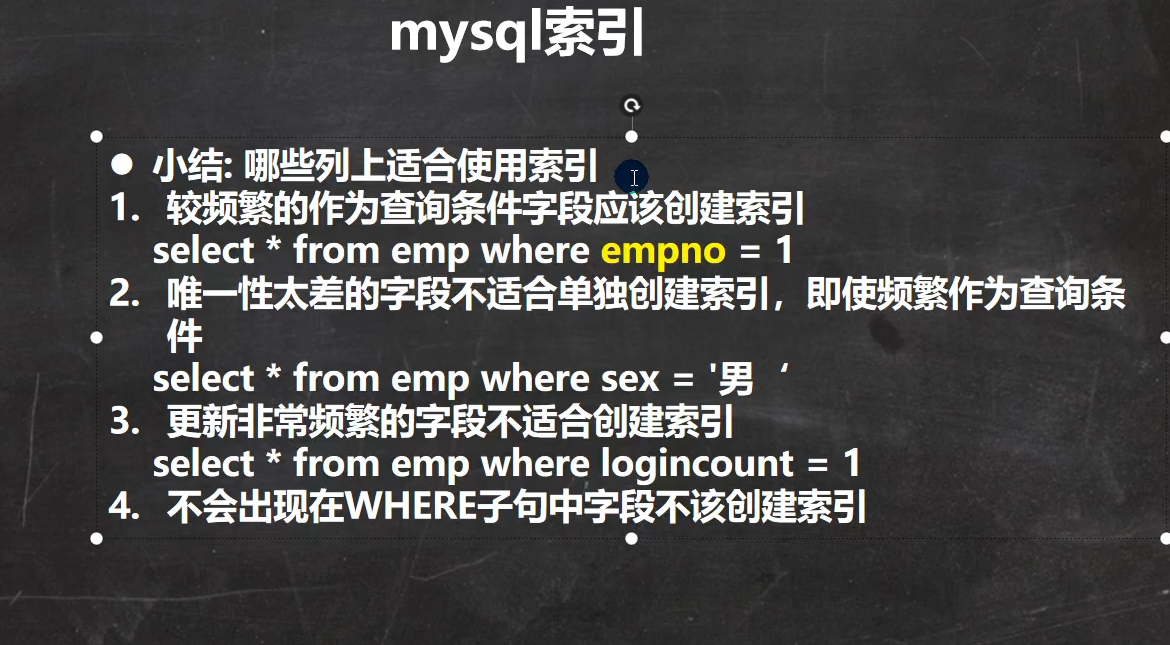 mysql索引
● 小结: 哪些列上适合使用索引
1. 较频繁的作为查询条件字段应该创建索引
select * from emp where empno = 1
2. 唯一性太差的字段不适合单独创建索引，即使频繁作为查询条
件
select * from emp where sex = '男‘
3. 更新非常频繁的字段不适合创建索引
select * from emp where logincount = 1
4. 不会出现在WHERE子句中字段不该创建索引